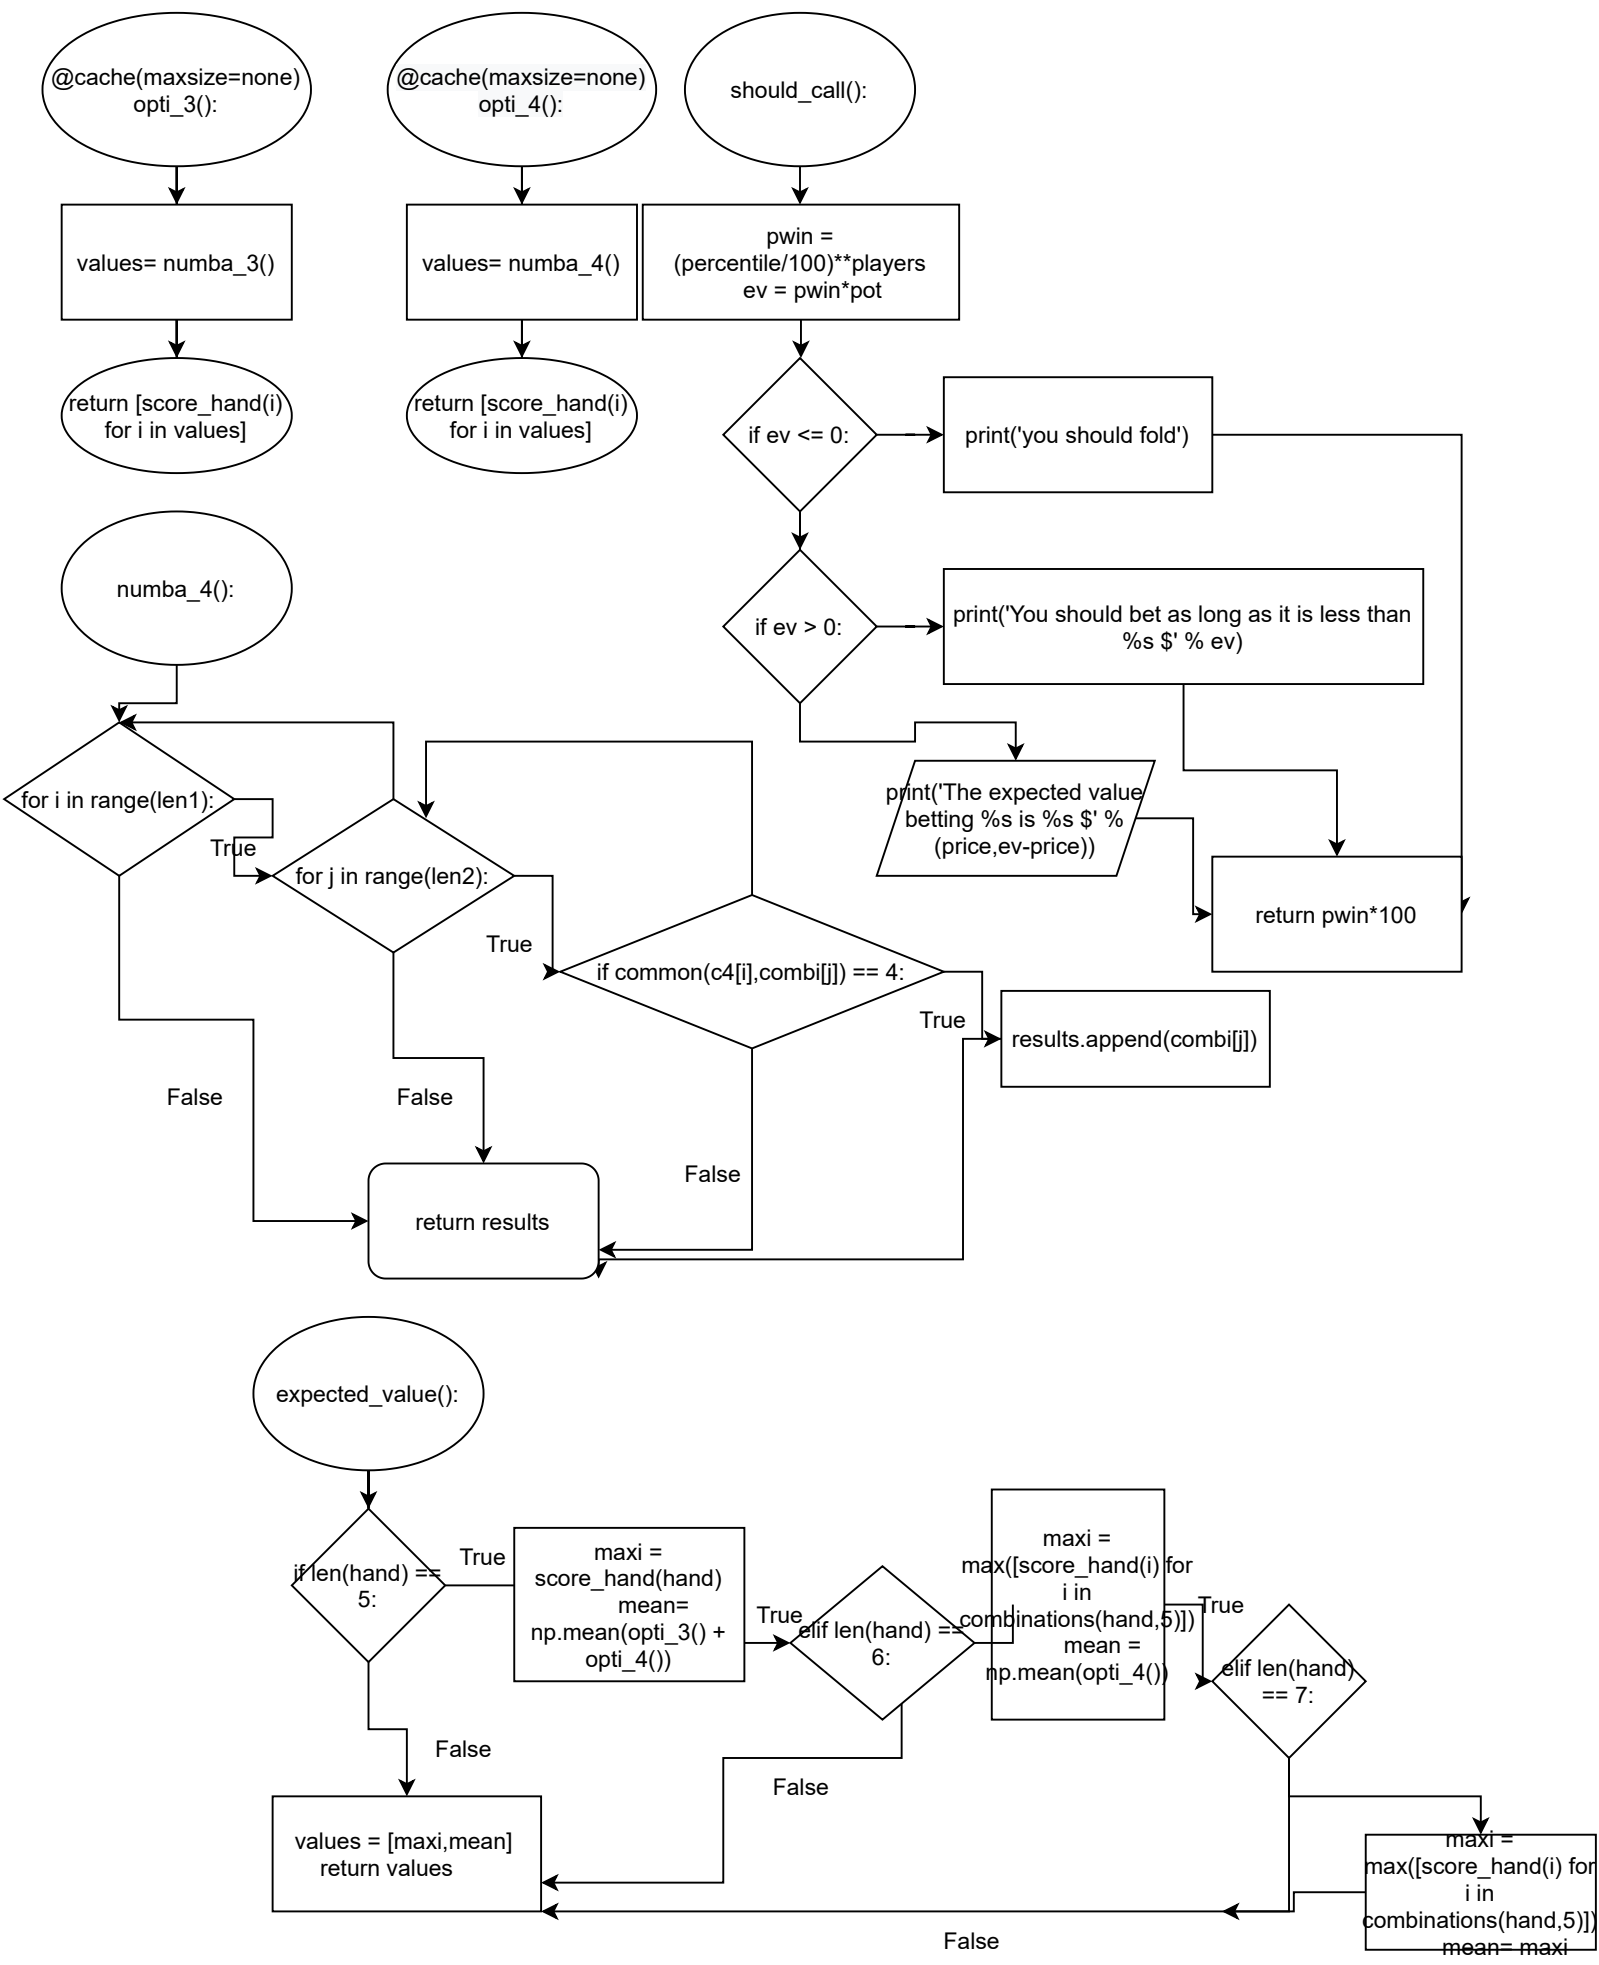 @cache(maxsize=none)
opti_3():
@cache(maxsize=none)
opti_4():
should_call():
values= numba_3()
values= numba_4()
pwin =
(percentile/100)**players
ev = pwin*pot
return [score_hand(i)
for i in values]
return [score_hand(i)
for i in values]
if ev <= 0:
print('you should fold')
numba_4():
if ev > 0:
print('You should bet as long as it is less than
%s $' % ev)
for i in range(len1):
True
for j in range(len2):
print('The expected value
betting %s is %s $' %
(price,ev-price))
return pwin*100
True
if common(c4[i],combi[j]) == 4:
True
results.append(combi[j])
False
False
False
return results
expected_value():
if len(hand) ==
5:
True
maxi =
score_hand(hand)
mean=
np.mean(opti_3() +
opti_4())
True
elif len(hand) ==
6:
maxi =
max([score_hand(i) for
i in
combinations(hand,5)])
mean =
np.mean(opti_4())
True
elif len(hand)
== 7:
False
False
values = [maxi,mean]
return values
maxi =
max([score_hand(i) for
i in
combinations(hand,5)])
mean= maxi
False